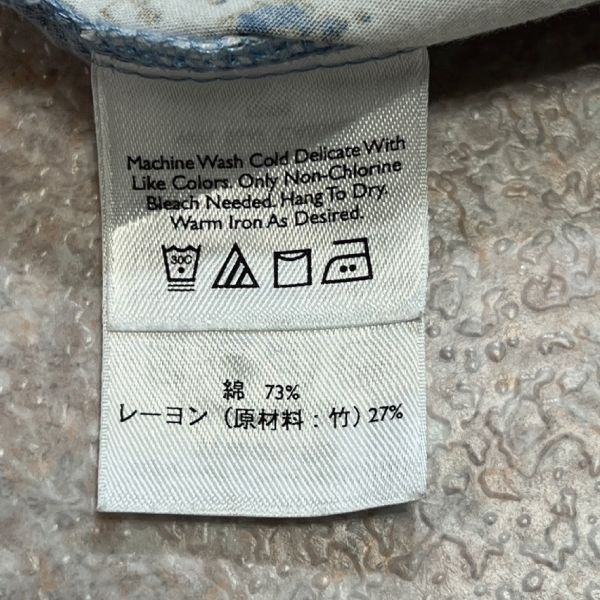 Machine Wash Cold Delicate With
Like Colors. Only Non-Chlorine
Bleach Needed. Hang To Dry.
Warm Iron As Desired.
30C
綿 73%
レーヨン (原材料:竹) 27%